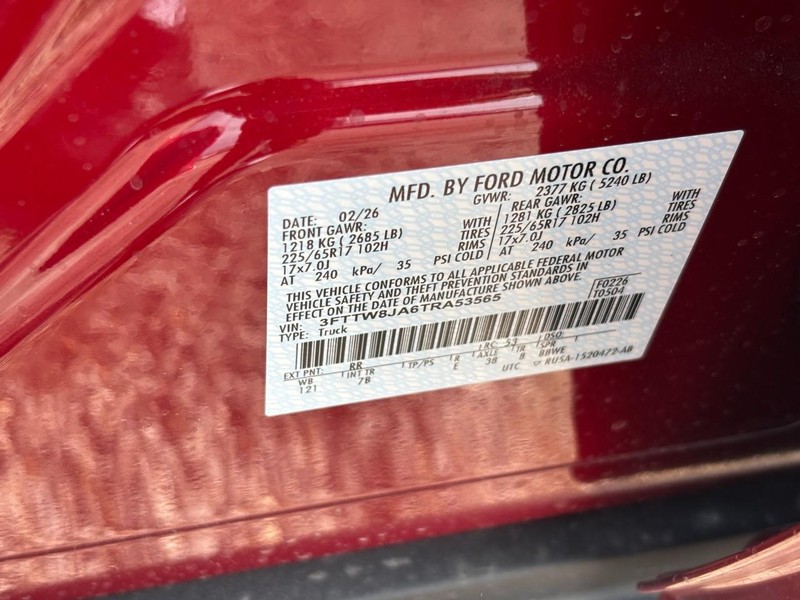 MFD. BY FORD MOTOR CO.
DATE: 02/26 GVWR: 2377 KG ( 5240 LB)
FRONT GAWR: WITH REAR GAWR: WITH
1218 KG ( 2685 LB) TIRES 1281 KG ( 2825 LB) TIRES
225/65R17 102H RIMS 225/65R17 102H RIMS
17x7.0J PSI COLD 17x7.0J PSI COLD
AT 240 kPa/ 35 AT 240 kPa/ 35
THIS VEHICLE CONFORMS TO ALL APPLICABLE FEDERAL MOTOR
VEHICLE SAFETY AND THEFT PREVENTION STANDARDS IN
EFFECT ON THE DATE OF MANUFACTURE SHOWN ABOVE.
VIN: 3FTTW8JA6TRA53565 F0226
TYPE: Truck T0504
EXT PNT: RR RC: 53 DSO:
WB INT TR TP/PS R AXLE TR SPR
121 7B E 38 8 BBWE
UTC RUSA-1520472-AB